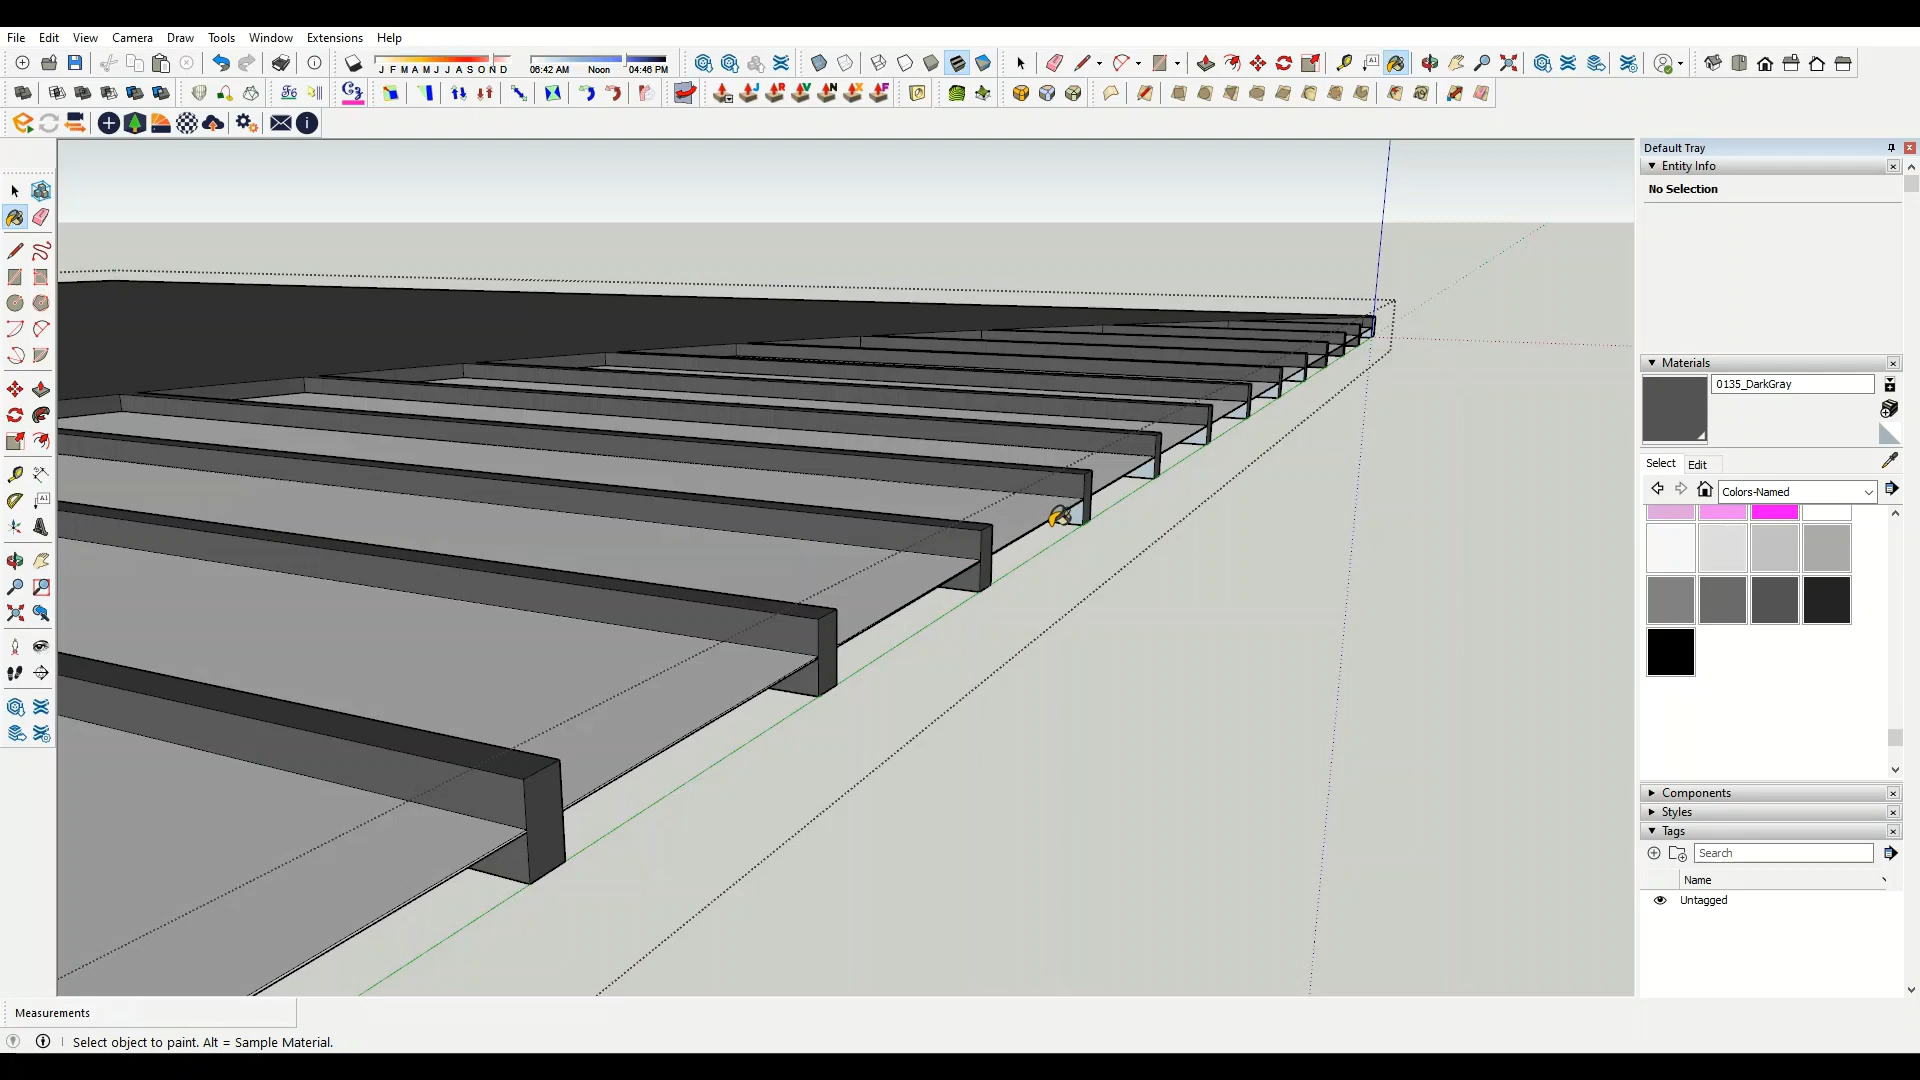 File Edit View Camera Draw Tools Window Extensions Help
J F M A M J J A S O N D
06:42 AM Noon 04:46 PM
Default Tray
Entity Info
No Selection
Materials
0135_DarkGray
Select Edit
Colors-Named
Components
Styles
Tags
Search
Name
Untagged
Measurements
Select object to paint. Alt = Sample Material.